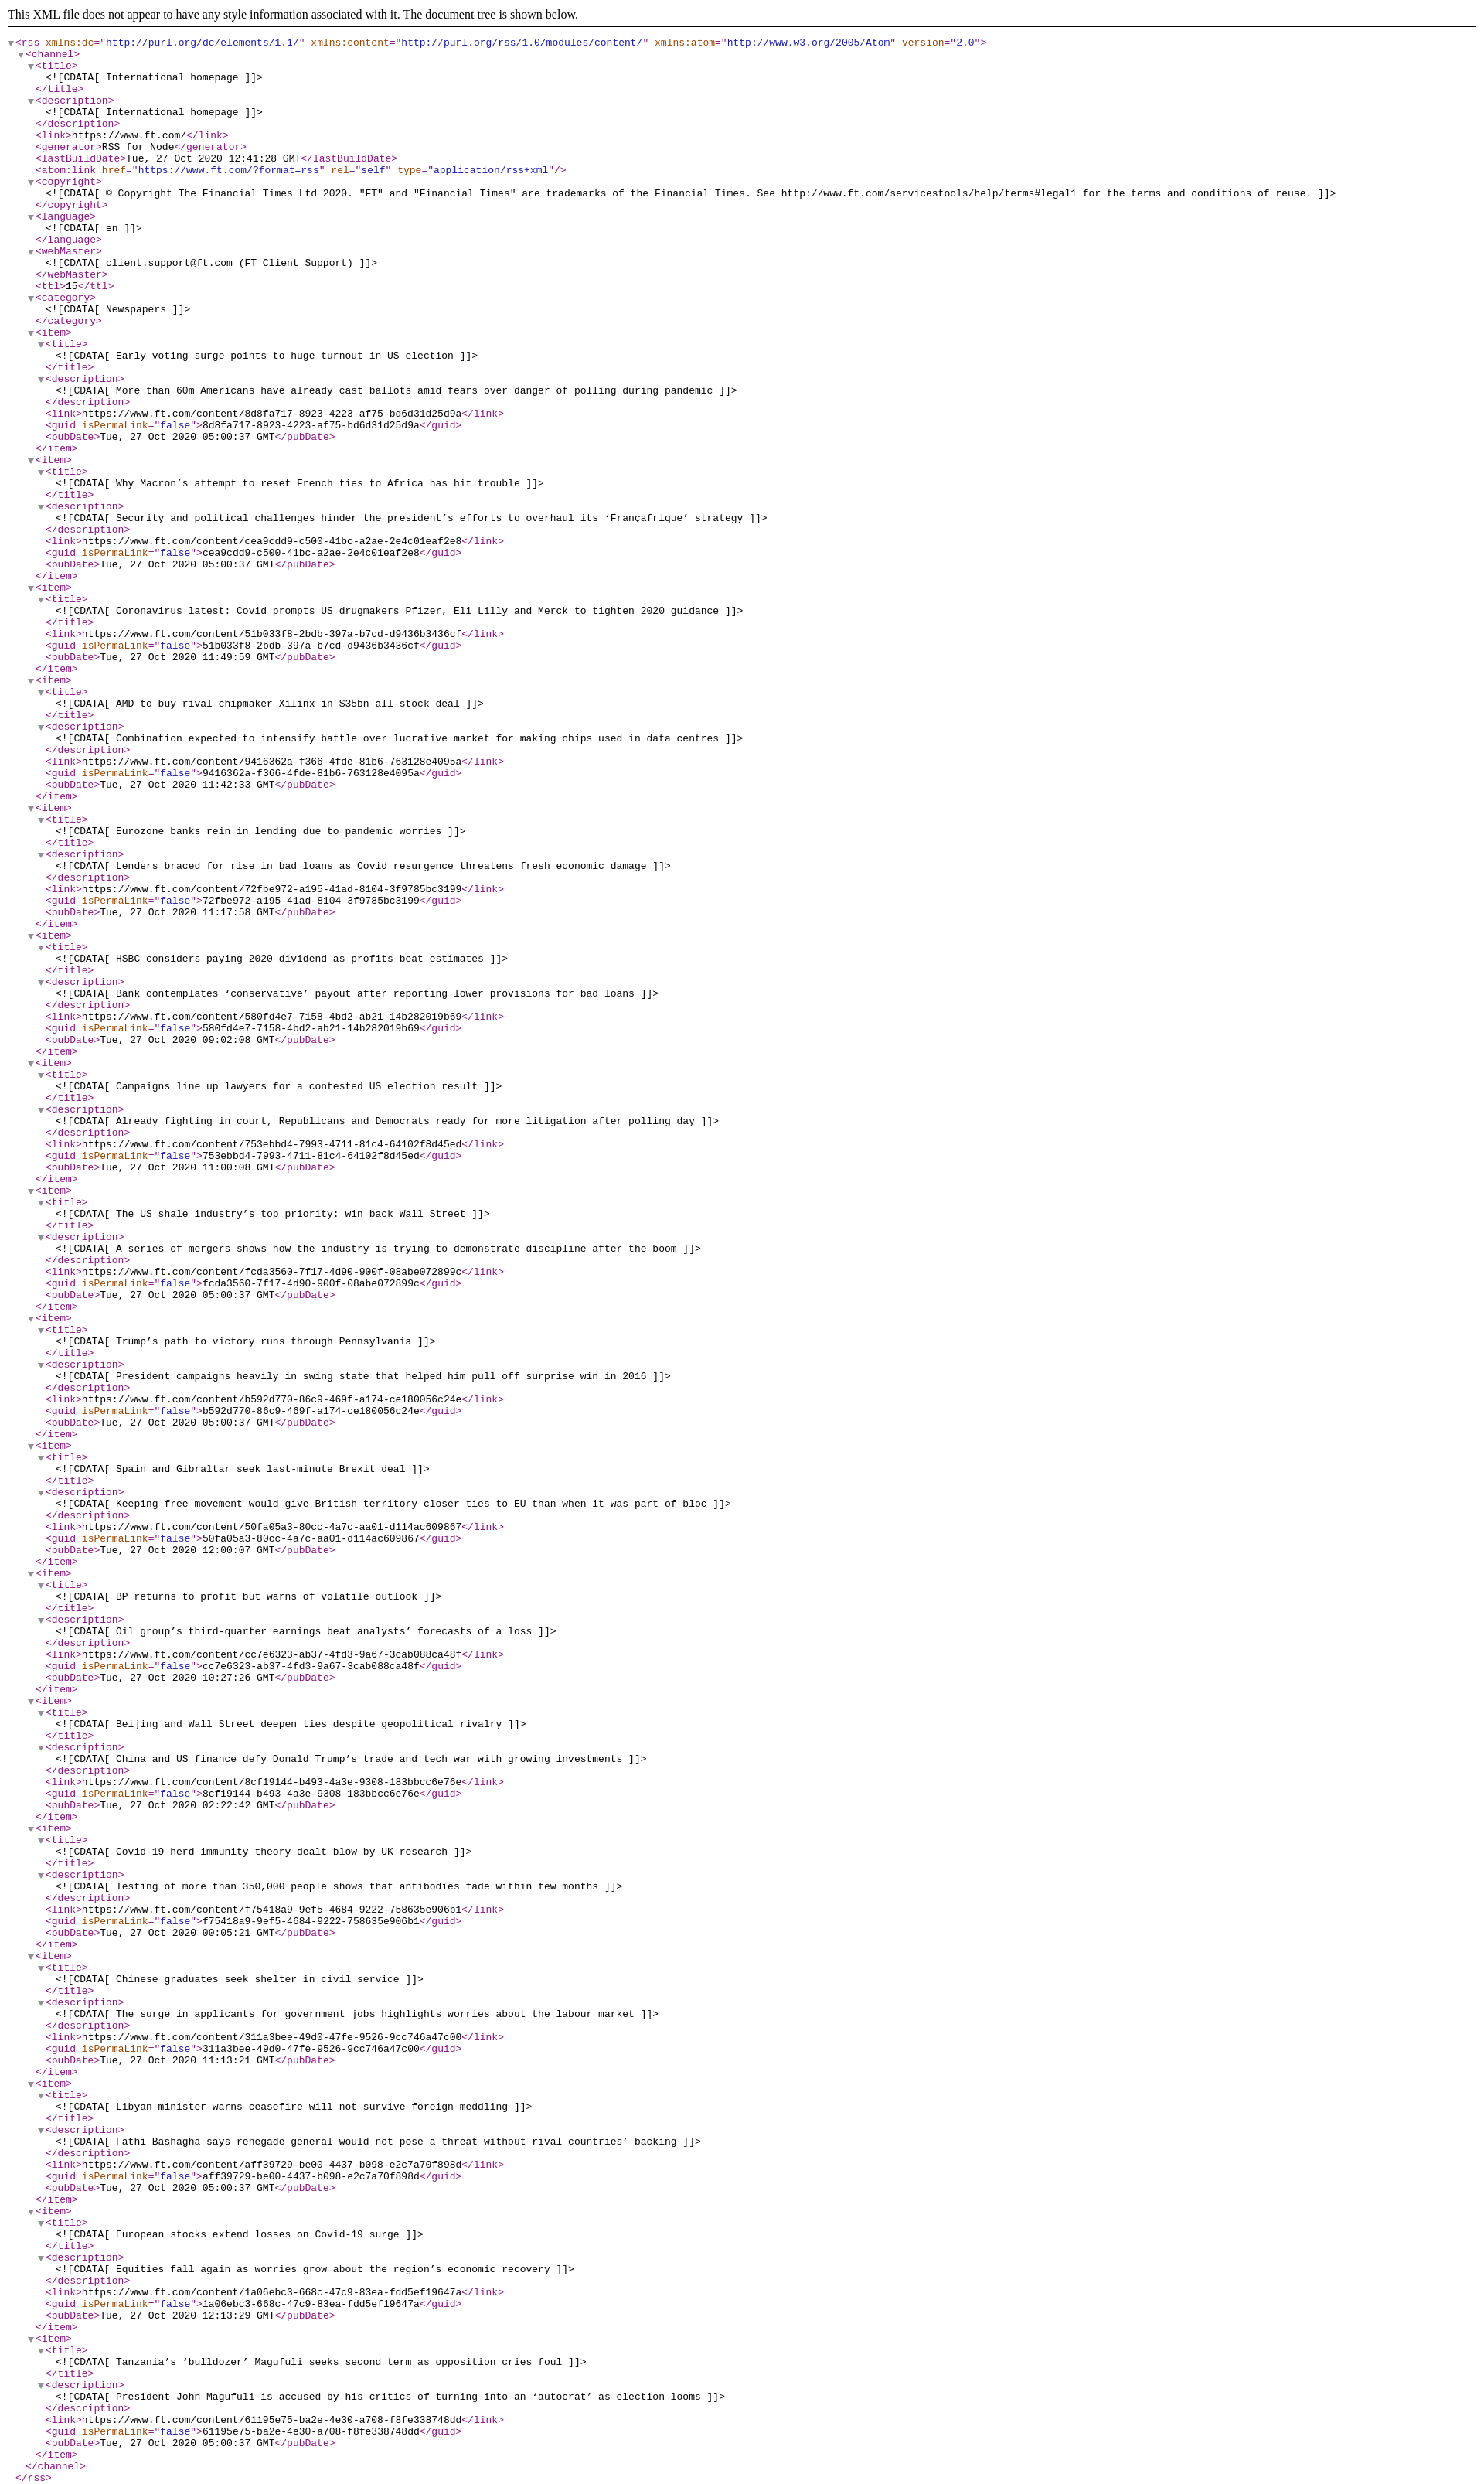 This XML file does not appear to have any style information associated with it. The document tree is shown below.
<rss xmlns:dc="http://purl.org/dc/elements/1.1/" xmlns:content="http://purl.org/rss/1.0/modules/content/" xmlns:atom="http://www.w3.org/2005/Atom" version="2.0">
<channel>
<title>
<![CDATA[ International homepage ]]>
</title>
<description>
<![CDATA[ International homepage ]]>
</description>
<link>https://www.ft.com/</link>
<generator>RSS for Node</generator>
<lastBuildDate>Tue, 27 Oct 2020 12:41:28 GMT</lastBuildDate>
<atom:link href="https://www.ft.com/?format=rss" rel="self" type="application/rss+xml"/>
<copyright>
<![CDATA[ © Copyright The Financial Times Ltd 2020. "FT" and "Financial Times" are trademarks of the Financial Times. See http://www.ft.com/servicestools/help/terms#legal1 for the terms and conditions of reuse. ]]>
</copyright>
<language>
<![CDATA[ en ]]>
</language>
<webMaster>
<![CDATA[ client.support@ft.com (FT Client Support) ]]>
</webMaster>
<ttl>15</ttl>
<category>
<![CDATA[ Newspapers ]]>
</category>
<item>
<title>
<![CDATA[ Early voting surge points to huge turnout in US election ]]>
</title>
<description>
<![CDATA[ More than 60m Americans have already cast ballots amid fears over danger of polling during pandemic ]]>
</description>
<link>https://www.ft.com/content/8d8fa717-8923-4223-af75-bd6d31d25d9a</link>
<guid isPermaLink="false">8d8fa717-8923-4223-af75-bd6d31d25d9a</guid>
<pubDate>Tue, 27 Oct 2020 05:00:37 GMT</pubDate>
</item>
<item>
<title>
<![CDATA[ Why Macron’s attempt to reset French ties to Africa has hit trouble ]]>
</title>
<description>
<![CDATA[ Security and political challenges hinder the president’s efforts to overhaul its ‘Françafrique’ strategy ]]>
</description>
<link>https://www.ft.com/content/cea9cdd9-c500-41bc-a2ae-2e4c01eaf2e8</link>
<guid isPermaLink="false">cea9cdd9-c500-41bc-a2ae-2e4c01eaf2e8</guid>
<pubDate>Tue, 27 Oct 2020 05:00:37 GMT</pubDate>
</item>
<item>
<title>
<![CDATA[ Coronavirus latest: Covid prompts US drugmakers Pfizer, Eli Lilly and Merck to tighten 2020 guidance ]]>
</title>
<link>https://www.ft.com/content/51b033f8-2bdb-397a-b7cd-d9436b3436cf</link>
<guid isPermaLink="false">51b033f8-2bdb-397a-b7cd-d9436b3436cf</guid>
<pubDate>Tue, 27 Oct 2020 11:49:59 GMT</pubDate>
</item>
<item>
<title>
<![CDATA[ AMD to buy rival chipmaker Xilinx in $35bn all-stock deal ]]>
</title>
<description>
<![CDATA[ Combination expected to intensify battle over lucrative market for making chips used in data centres ]]>
</description>
<link>https://www.ft.com/content/9416362a-f366-4fde-81b6-763128e4095a</link>
<guid isPermaLink="false">9416362a-f366-4fde-81b6-763128e4095a</guid>
<pubDate>Tue, 27 Oct 2020 11:42:33 GMT</pubDate>
</item>
<item>
<title>
<![CDATA[ Eurozone banks rein in lending due to pandemic worries ]]>
</title>
<description>
<![CDATA[ Lenders braced for rise in bad loans as Covid resurgence threatens fresh economic damage ]]>
</description>
<link>https://www.ft.com/content/72fbe972-a195-41ad-8104-3f9785bc3199</link>
<guid isPermaLink="false">72fbe972-a195-41ad-8104-3f9785bc3199</guid>
<pubDate>Tue, 27 Oct 2020 11:17:58 GMT</pubDate>
</item>
<item>
<title>
<![CDATA[ HSBC considers paying 2020 dividend as profits beat estimates ]]>
</title>
<description>
<![CDATA[ Bank contemplates ‘conservative’ payout after reporting lower provisions for bad loans ]]>
</description>
<link>https://www.ft.com/content/580fd4e7-7158-4bd2-ab21-14b282019b69</link>
<guid isPermaLink="false">580fd4e7-7158-4bd2-ab21-14b282019b69</guid>
<pubDate>Tue, 27 Oct 2020 09:02:08 GMT</pubDate>
</item>
<item>
<title>
<![CDATA[ Campaigns line up lawyers for a contested US election result ]]>
</title>
<description>
<![CDATA[ Already fighting in court, Republicans and Democrats ready for more litigation after polling day ]]>
</description>
<link>https://www.ft.com/content/753ebbd4-7993-4711-81c4-64102f8d45ed</link>
<guid isPermaLink="false">753ebbd4-7993-4711-81c4-64102f8d45ed</guid>
<pubDate>Tue, 27 Oct 2020 11:00:08 GMT</pubDate>
</item>
<item>
<title>
<![CDATA[ The US shale industry’s top priority: win back Wall Street ]]>
</title>
<description>
<![CDATA[ A series of mergers shows how the industry is trying to demonstrate discipline after the boom ]]>
</description>
<link>https://www.ft.com/content/fcda3560-7f17-4d90-900f-08abe072899c</link>
<guid isPermaLink="false">fcda3560-7f17-4d90-900f-08abe072899c</guid>
<pubDate>Tue, 27 Oct 2020 05:00:37 GMT</pubDate>
</item>
<item>
<title>
<![CDATA[ Trump’s path to victory runs through Pennsylvania ]]>
</title>
<description>
<![CDATA[ President campaigns heavily in swing state that helped him pull off surprise win in 2016 ]]>
</description>
<link>https://www.ft.com/content/b592d770-86c9-469f-a174-ce180056c24e</link>
<guid isPermaLink="false">b592d770-86c9-469f-a174-ce180056c24e</guid>
<pubDate>Tue, 27 Oct 2020 05:00:37 GMT</pubDate>
</item>
<item>
<title>
<![CDATA[ Spain and Gibraltar seek last-minute Brexit deal ]]>
</title>
<description>
<![CDATA[ Keeping free movement would give British territory closer ties to EU than when it was part of bloc ]]>
</description>
<link>https://www.ft.com/content/50fa05a3-80cc-4a7c-aa01-d114ac609867</link>
<guid isPermaLink="false">50fa05a3-80cc-4a7c-aa01-d114ac609867</guid>
<pubDate>Tue, 27 Oct 2020 12:00:07 GMT</pubDate>
</item>
<item>
<title>
<![CDATA[ BP returns to profit but warns of volatile outlook ]]>
</title>
<description>
<![CDATA[ Oil group’s third-quarter earnings beat analysts’ forecasts of a loss ]]>
</description>
<link>https://www.ft.com/content/cc7e6323-ab37-4fd3-9a67-3cab088ca48f</link>
<guid isPermaLink="false">cc7e6323-ab37-4fd3-9a67-3cab088ca48f</guid>
<pubDate>Tue, 27 Oct 2020 10:27:26 GMT</pubDate>
</item>
<item>
<title>
<![CDATA[ Beijing and Wall Street deepen ties despite geopolitical rivalry ]]>
</title>
<description>
<![CDATA[ China and US finance defy Donald Trump’s trade and tech war with growing investments ]]>
</description>
<link>https://www.ft.com/content/8cf19144-b493-4a3e-9308-183bbcc6e76e</link>
<guid isPermaLink="false">8cf19144-b493-4a3e-9308-183bbcc6e76e</guid>
<pubDate>Tue, 27 Oct 2020 02:22:42 GMT</pubDate>
</item>
<item>
<title>
<![CDATA[ Covid-19 herd immunity theory dealt blow by UK research ]]>
</title>
<description>
<![CDATA[ Testing of more than 350,000 people shows that antibodies fade within few months ]]>
</description>
<link>https://www.ft.com/content/f75418a9-9ef5-4684-9222-758635e906b1</link>
<guid isPermaLink="false">f75418a9-9ef5-4684-9222-758635e906b1</guid>
<pubDate>Tue, 27 Oct 2020 00:05:21 GMT</pubDate>
</item>
<item>
<title>
<![CDATA[ Chinese graduates seek shelter in civil service ]]>
</title>
<description>
<![CDATA[ The surge in applicants for government jobs highlights worries about the labour market ]]>
</description>
<link>https://www.ft.com/content/311a3bee-49d0-47fe-9526-9cc746a47c00</link>
<guid isPermaLink="false">311a3bee-49d0-47fe-9526-9cc746a47c00</guid>
<pubDate>Tue, 27 Oct 2020 11:13:21 GMT</pubDate>
</item>
<item>
<title>
<![CDATA[ Libyan minister warns ceasefire will not survive foreign meddling ]]>
</title>
<description>
<![CDATA[ Fathi Bashagha says renegade general would not pose a threat without rival countries’ backing ]]>
</description>
<link>https://www.ft.com/content/aff39729-be00-4437-b098-e2c7a70f898d</link>
<guid isPermaLink="false">aff39729-be00-4437-b098-e2c7a70f898d</guid>
<pubDate>Tue, 27 Oct 2020 05:00:37 GMT</pubDate>
</item>
<item>
<title>
<![CDATA[ European stocks extend losses on Covid-19 surge ]]>
</title>
<description>
<![CDATA[ Equities fall again as worries grow about the region’s economic recovery ]]>
</description>
<link>https://www.ft.com/content/1a06ebc3-668c-47c9-83ea-fdd5ef19647a</link>
<guid isPermaLink="false">1a06ebc3-668c-47c9-83ea-fdd5ef19647a</guid>
<pubDate>Tue, 27 Oct 2020 12:13:29 GMT</pubDate>
</item>
<item>
<title>
<![CDATA[ Tanzania’s ‘bulldozer’ Magufuli seeks second term as opposition cries foul ]]>
</title>
<description>
<![CDATA[ President John Magufuli is accused by his critics of turning into an ‘autocrat’ as election looms ]]>
</description>
<link>https://www.ft.com/content/61195e75-ba2e-4e30-a708-f8fe338748dd</link>
<guid isPermaLink="false">61195e75-ba2e-4e30-a708-f8fe338748dd</guid>
<pubDate>Tue, 27 Oct 2020 05:00:37 GMT</pubDate>
</item>
</channel>
</rss>